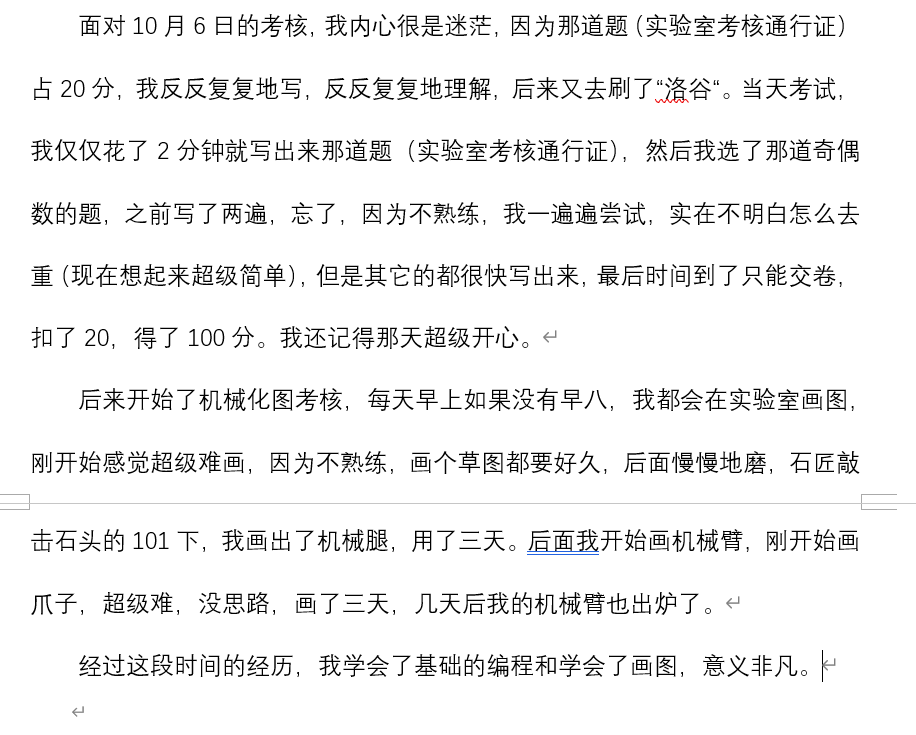 面对 10 月 6 日的考核，我内心很是迷茫，因为那道题（实验室考核通行证）
占 20 分，我反反复复地写，反反复复地理解，后来又去刷了“洛谷“。当天考试，
我仅仅花了 2 分钟就写出来那道题（实验室考核通行证），然后我选了那道奇偶
数的题，之前写了两遍，忘了，因为不熟练，我一遍遍尝试，实在不明白怎么去
重（现在想起来超级简单），但是其它的都很快写出来，最后时间到了只能交卷，
扣了 20，得了 100 分。我还记得那天超级开心。
后来开始了机械化图考核，每天早上如果没有早八，我都会在实验室画图，
刚开始感觉超级难画，因为不熟练，画个草图都要好久，后面慢慢地磨，石匠敲
击石头的 101 下，我画出了机械腿，用了三天。后面我开始画机械臂，刚开始画
爪子，超级难，没思路，画了三天，几天后我的机械臂也出炉了。
经过这段时间的经历，我学会了基础的编程和学会了画图，意义非凡。